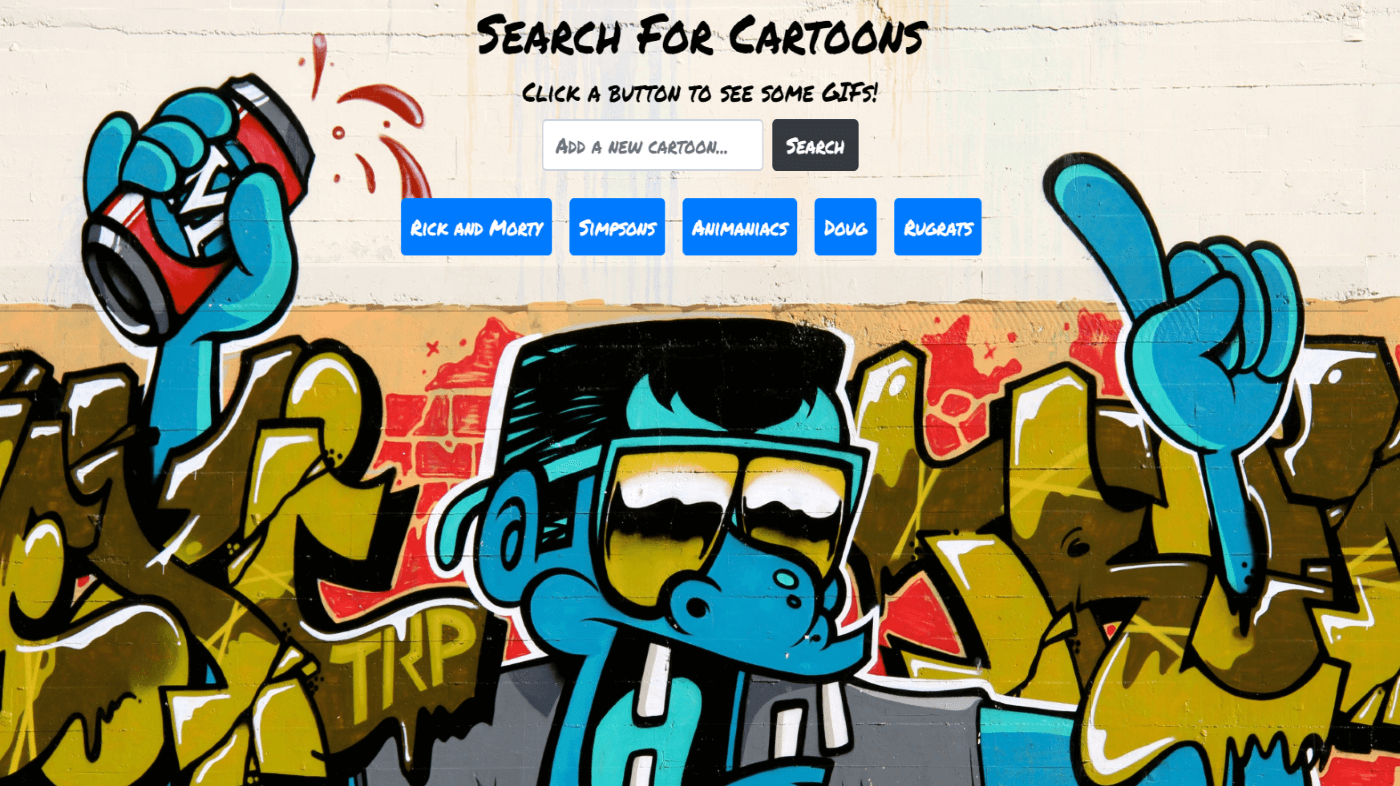 Search For Cartoons
Click a button to see some GIFs!
Add a new cartoon...
Search
Rick and Morty
Simpsons
Animaniacs
Doug
Rugrats
TRP